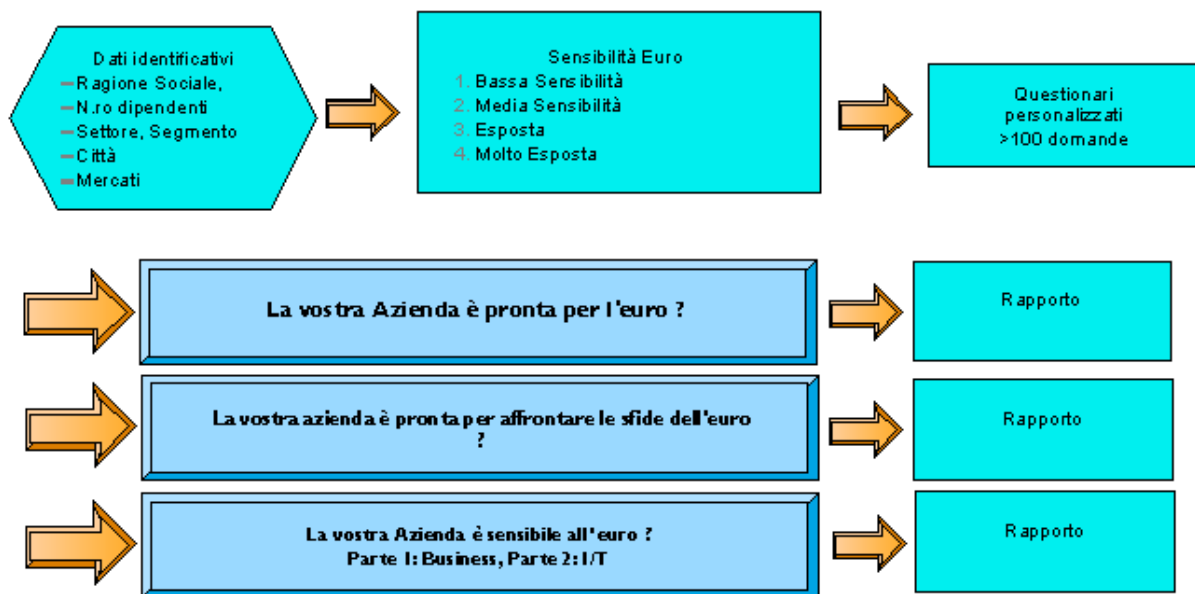 Dati identificativi
–Ragione Sociale,
–N.ro dipendenti
–Settore, Segmento
–Città
–Mercati
Sensibilità Euro
1. Bassa Sensibilità
2. Media Sensibilità
3. Esposta
4. Molto Esposta
Questionari
personalizzati
>100 domande
La vostra Azienda è pronta per l'euro ?
Rapporto
La vostra azienda è pronta per affrontare le sfide dell'euro
?
Rapporto
La vostra Azienda è sensibile all'euro ?
Parte 1: Business, Parte 2: I/T
Rapporto